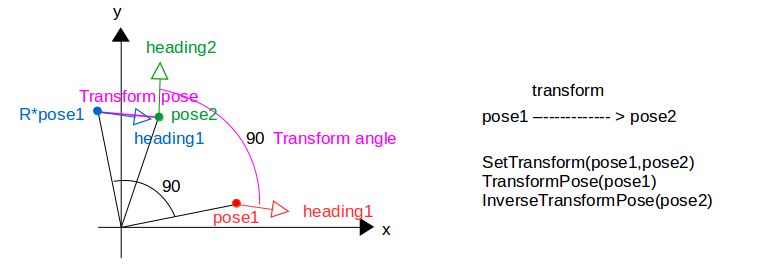 y
heading2
Transform pose
R*pose1
pose2
heading1
90 Transform angle
90
pose1
heading1
x
transform
pose1 –------------ > pose2
SetTransform(pose1,pose2)
TransformPose(pose1)
InverseTransformPose(pose2)